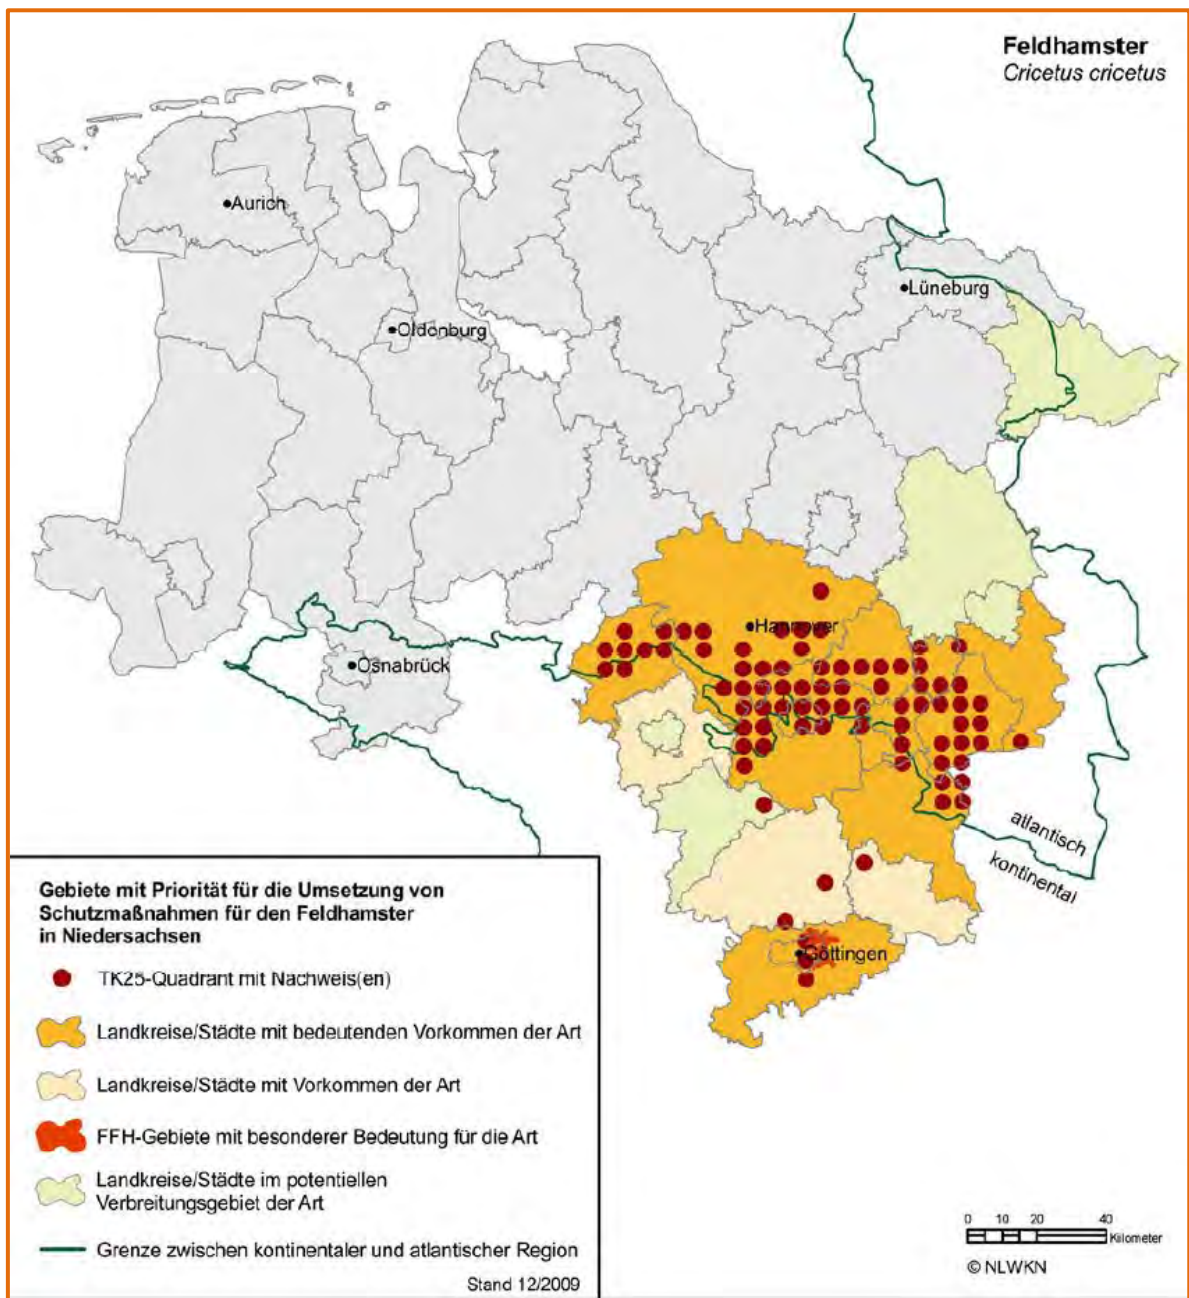 Feldhamster
Cricetus cricetus
Aurich
Lüneburg
Oldenburg
Hannover
Osnabrück
atlantisch
kontinental
Göttingen
Gebiete mit Priorität für die Umsetzung von
Schutzmaßnahmen für den Feldhamster
in Niedersachsen
TK25-Quadrant mit Nachweis(en)
Landkreise/Städte mit bedeutenden Vorkommen der Art
Landkreise/Städte mit Vorkommen der Art
FFH-Gebiete mit besonderer Bedeutung für die Art
Landkreise/Städte im potentiellen
Verbreitungsgebiet der Art
Grenze zwischen kontinentaler und atlantischer Region
Stand 12/2009
0 10 20 40
Kilometer
© NLWKN